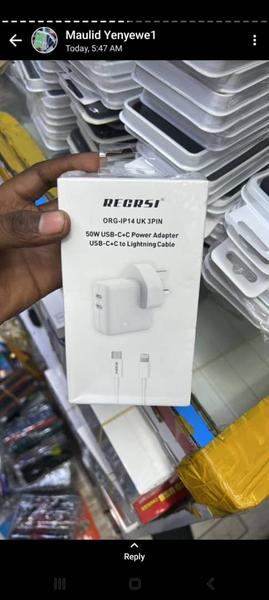 Maulid Yenyewe1
Today, 5:47 AM
RECRSI
ORG-IP14 UK 3PIN
50W USB-C+C Power Adapter
USB-C+C to Lightning Cable
Reply